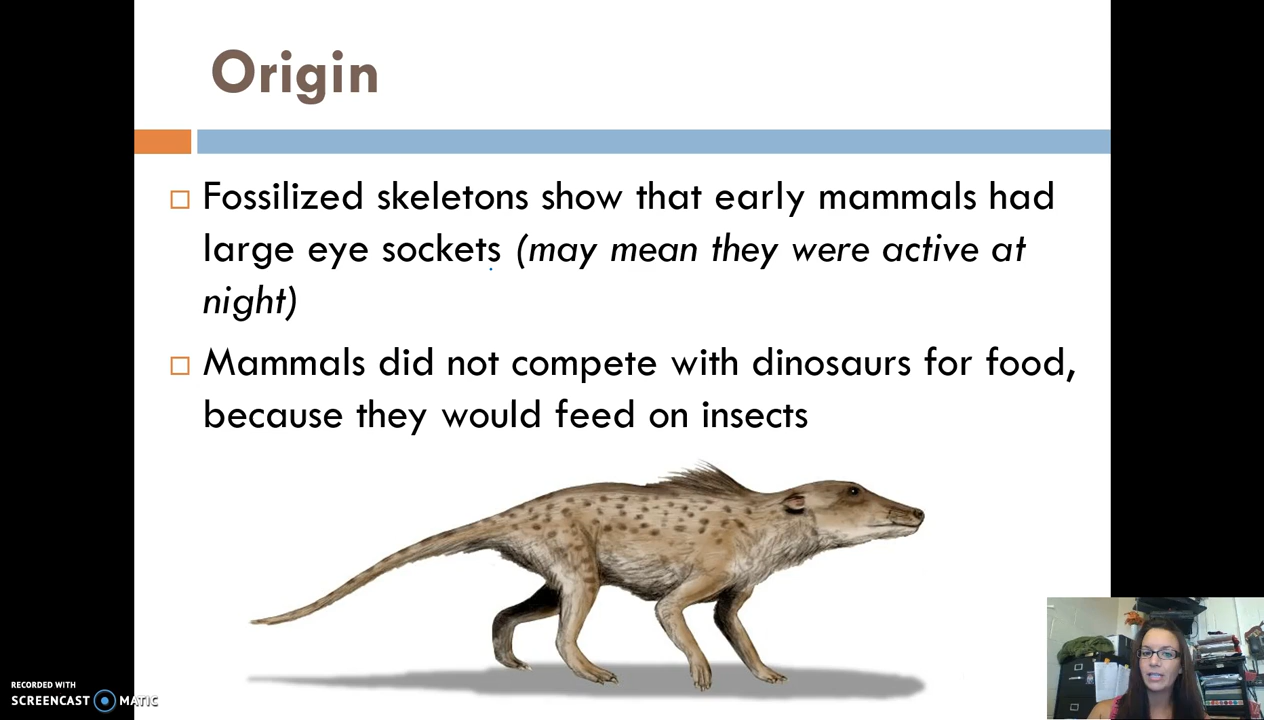 Origin
Fossilized skeletons show that early mammals had
large eye sockets (may mean they were active at
night)
Mammals did not compete with dinosaurs for food,
because they would feed on insects
RECORDED WITH
SCREENCAST MATIC